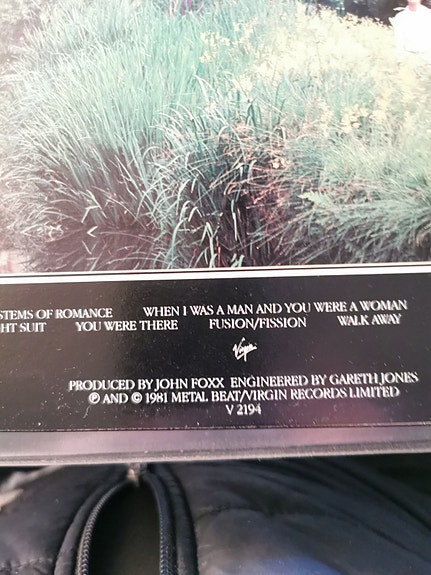 STEMS OF ROMANCE WHEN I WAS A MAN AND YOU WERE A WOMAN
HT SUIT YOU WERE THERE FUSION/FISSION WALK AWAY
Virgin
PRODUCED BY JOHN FOXX ENGINEERED BY GARETH JONES
℗ AND © 1981 METAL BEAT/VIRGIN RECORDS LIMITED
V 2194